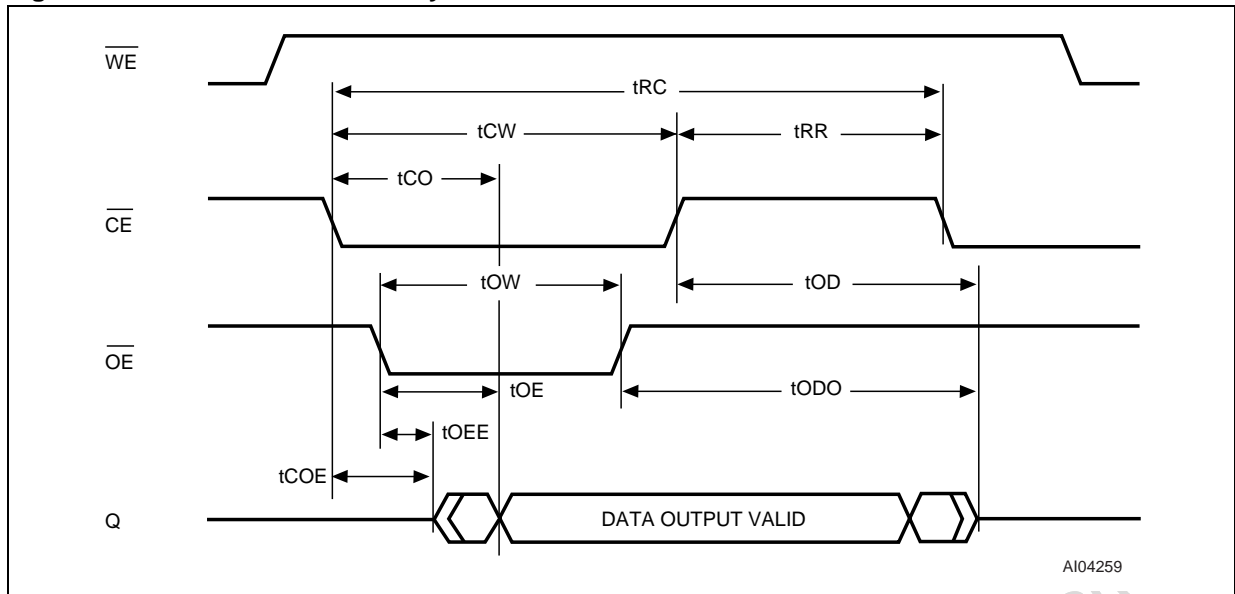 WE
tRC
tCW
tRR
tCO
CE
tOW
tOD
OE
tOE
tODO
tOEE
tCOE
Q
DATA OUTPUT VALID
AI04259